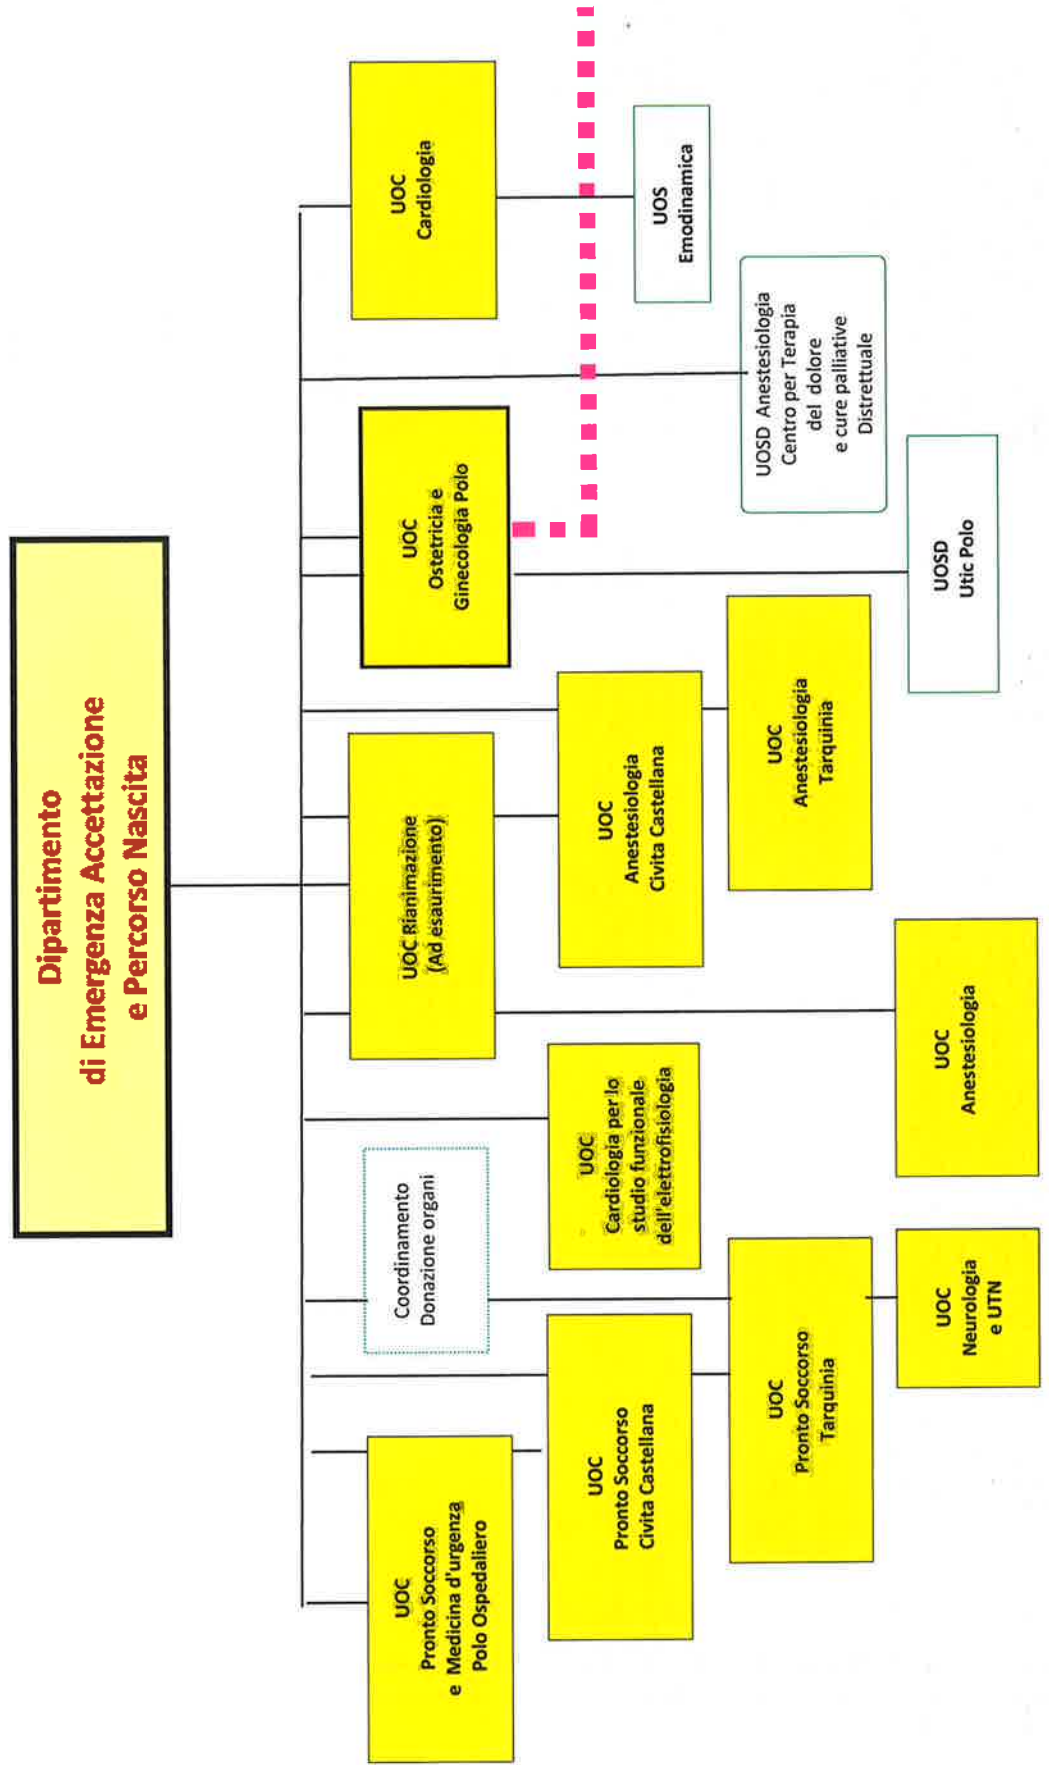 Dipartimento
di Emergenza Accettazione
e Percorso Nascita
UOC
Pronto Soccorso
e Medicina d'urgenza
Polo Ospedaliero
Coordinamento
Donazione organi
UOC Rianimazione
(Ad esaurimento)
UOC
Ostetricia e
Ginecologia Polo
UOC
Cardiologia
UOC
Pronto Soccorso
Civita Castellana
UOC
Cardiologia per lo
studio funzionale
dell'eletrofisiologia
UOC
Anestesiologia
Civita Castellana
UOS
Emodinamica
UOC
Pronto Soccorso
Tarquinia
UOC
Anestesiologia
Tarquinia
UOSD Anestesiologia
Centro per Terapia
del dolore
e cure palliative
Distrettuale
UOC
Neurologia
e UTN
UOC
Anestesiologia
UOSD
Utic Polo